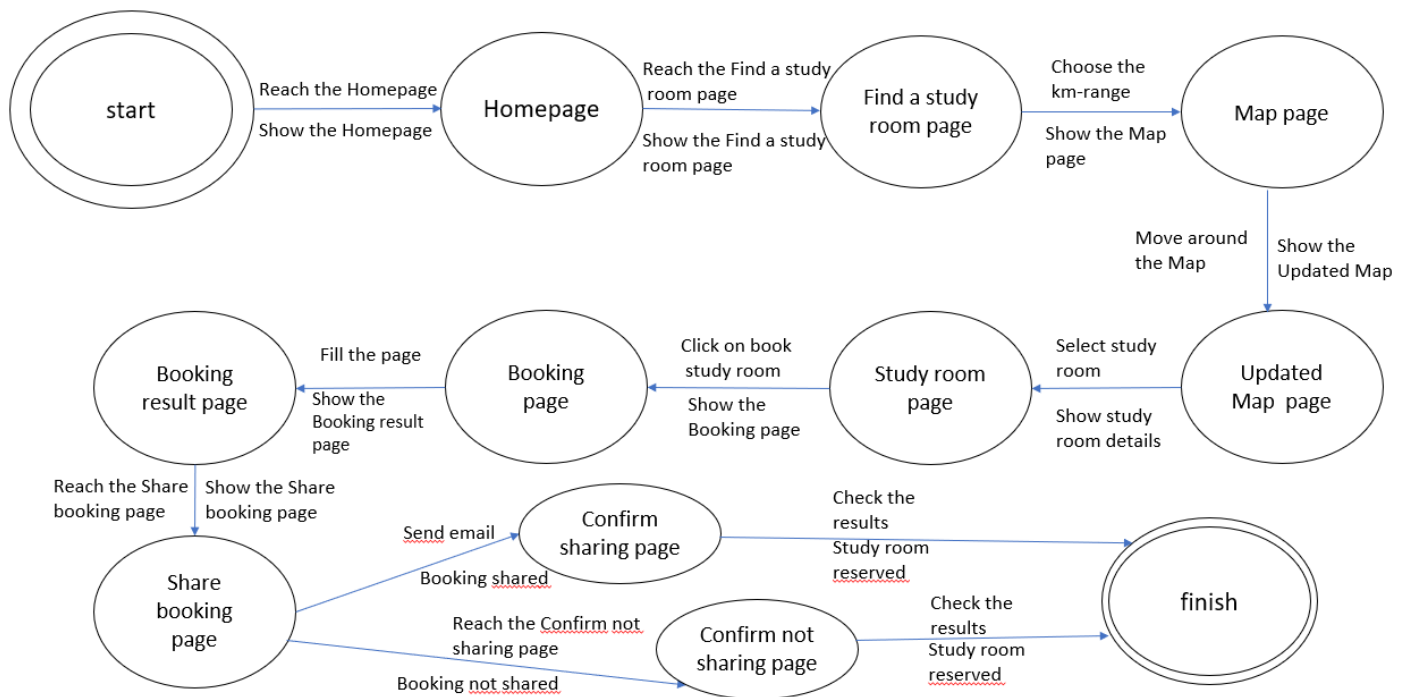 start
Reach the Homepage
Show the Homepage
Homepage
Reach the Find a study
room page
Show the Find a study
room page
Find a study
room page
Choose the
km-range
Show the Map
page
Map page
Move around
the Map
Show the
Updated Map
Updated
Map page
Select study
room
Show study
room details
Study room
page
Click on book
study room
Show the
Booking page
Booking
page
Fill the page
Show the
Booking result
page
Booking
result page
Reach the Share
booking page
Show the Share
booking page
Share
booking
page
Send email
Booking shared
Confirm
sharing page
Check the
results
Study room
reserved
Reach the Confirm not
sharing page
Booking not shared
Confirm not
sharing page
Check the
results
Study room
reserved
finish